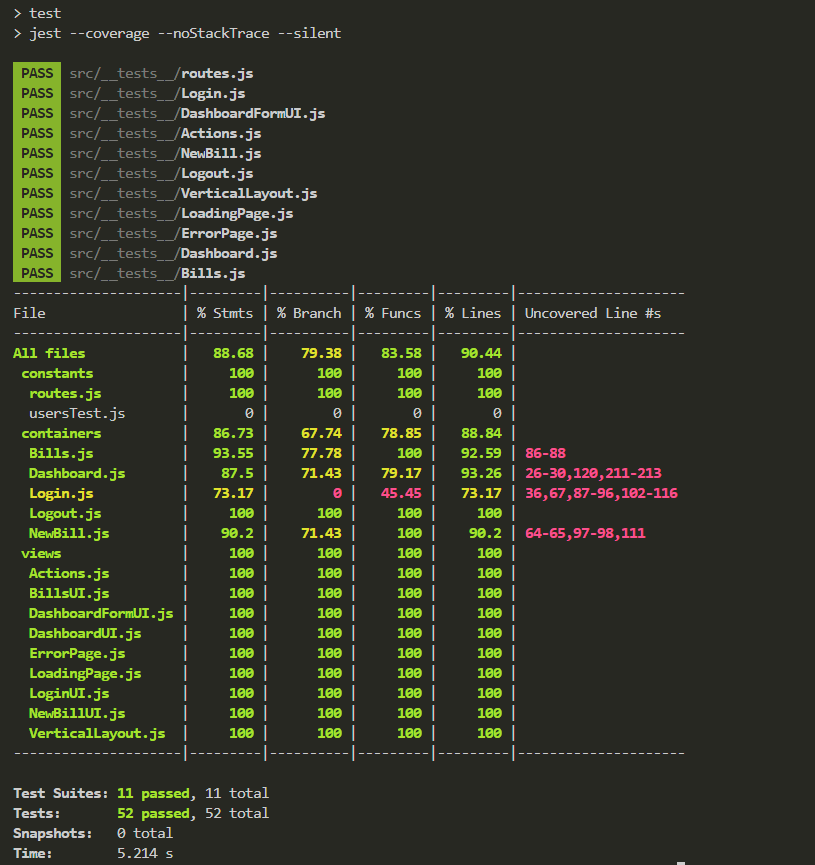 > test
> jest --coverage --noStackTrace --silent
PASS src/__tests__/routes.js
PASS src/__tests__/Login.js
PASS src/__tests__/DashboardFormUI.js
PASS src/__tests__/Actions.js
PASS src/__tests__/NewBill.js
PASS src/__tests__/Logout.js
PASS src/__tests__/VerticalLayout.js
PASS src/__tests__/LoadingPage.js
PASS src/__tests__/ErrorPage.js
PASS src/__tests__/Dashboard.js
PASS src/__tests__/Bills.js
---------------------|---------|----------|---------|---------|---------------------
File                 | % Stmts | % Branch | % Funcs | % Lines | Uncovered Line #s
---------------------|---------|----------|---------|---------|---------------------
All files            |   88.68 |    79.38 |   83.58 |   90.44 |
 constants           |     100 |      100 |     100 |     100 |
  routes.js          |     100 |      100 |     100 |     100 |
  usersTest.js       |       0 |        0 |       0 |       0 |
 containers          |   86.73 |    67.74 |   78.85 |   88.84 |
  Bills.js           |   93.55 |    77.78 |     100 |   92.59 | 86-88
  Dashboard.js       |    87.5 |    71.43 |   79.17 |   93.26 | 26-30,120,211-213
  Login.js           |   73.17 |        0 |   45.45 |   73.17 | 36,67,87-96,102-116
  Logout.js          |     100 |      100 |     100 |     100 |
  NewBill.js         |    90.2 |    71.43 |     100 |    90.2 | 64-65,97-98,111
 views               |     100 |      100 |     100 |     100 |
  Actions.js         |     100 |      100 |     100 |     100 |
  BillsUI.js         |     100 |      100 |     100 |     100 |
  DashboardFormUI.js |     100 |      100 |     100 |     100 |
  DashboardUI.js     |     100 |      100 |     100 |     100 |
  ErrorPage.js       |     100 |      100 |     100 |     100 |
  LoadingPage.js     |     100 |      100 |     100 |     100 |
  LoginUI.js         |     100 |      100 |     100 |     100 |
  NewBillUI.js       |     100 |      100 |     100 |     100 |
  VerticalLayout.js  |     100 |      100 |     100 |     100 |
---------------------|---------|----------|---------|---------|---------------------
Test Suites: 11 passed, 11 total
Tests:       52 passed, 52 total
Snapshots:   0 total
Time:        5.214 s